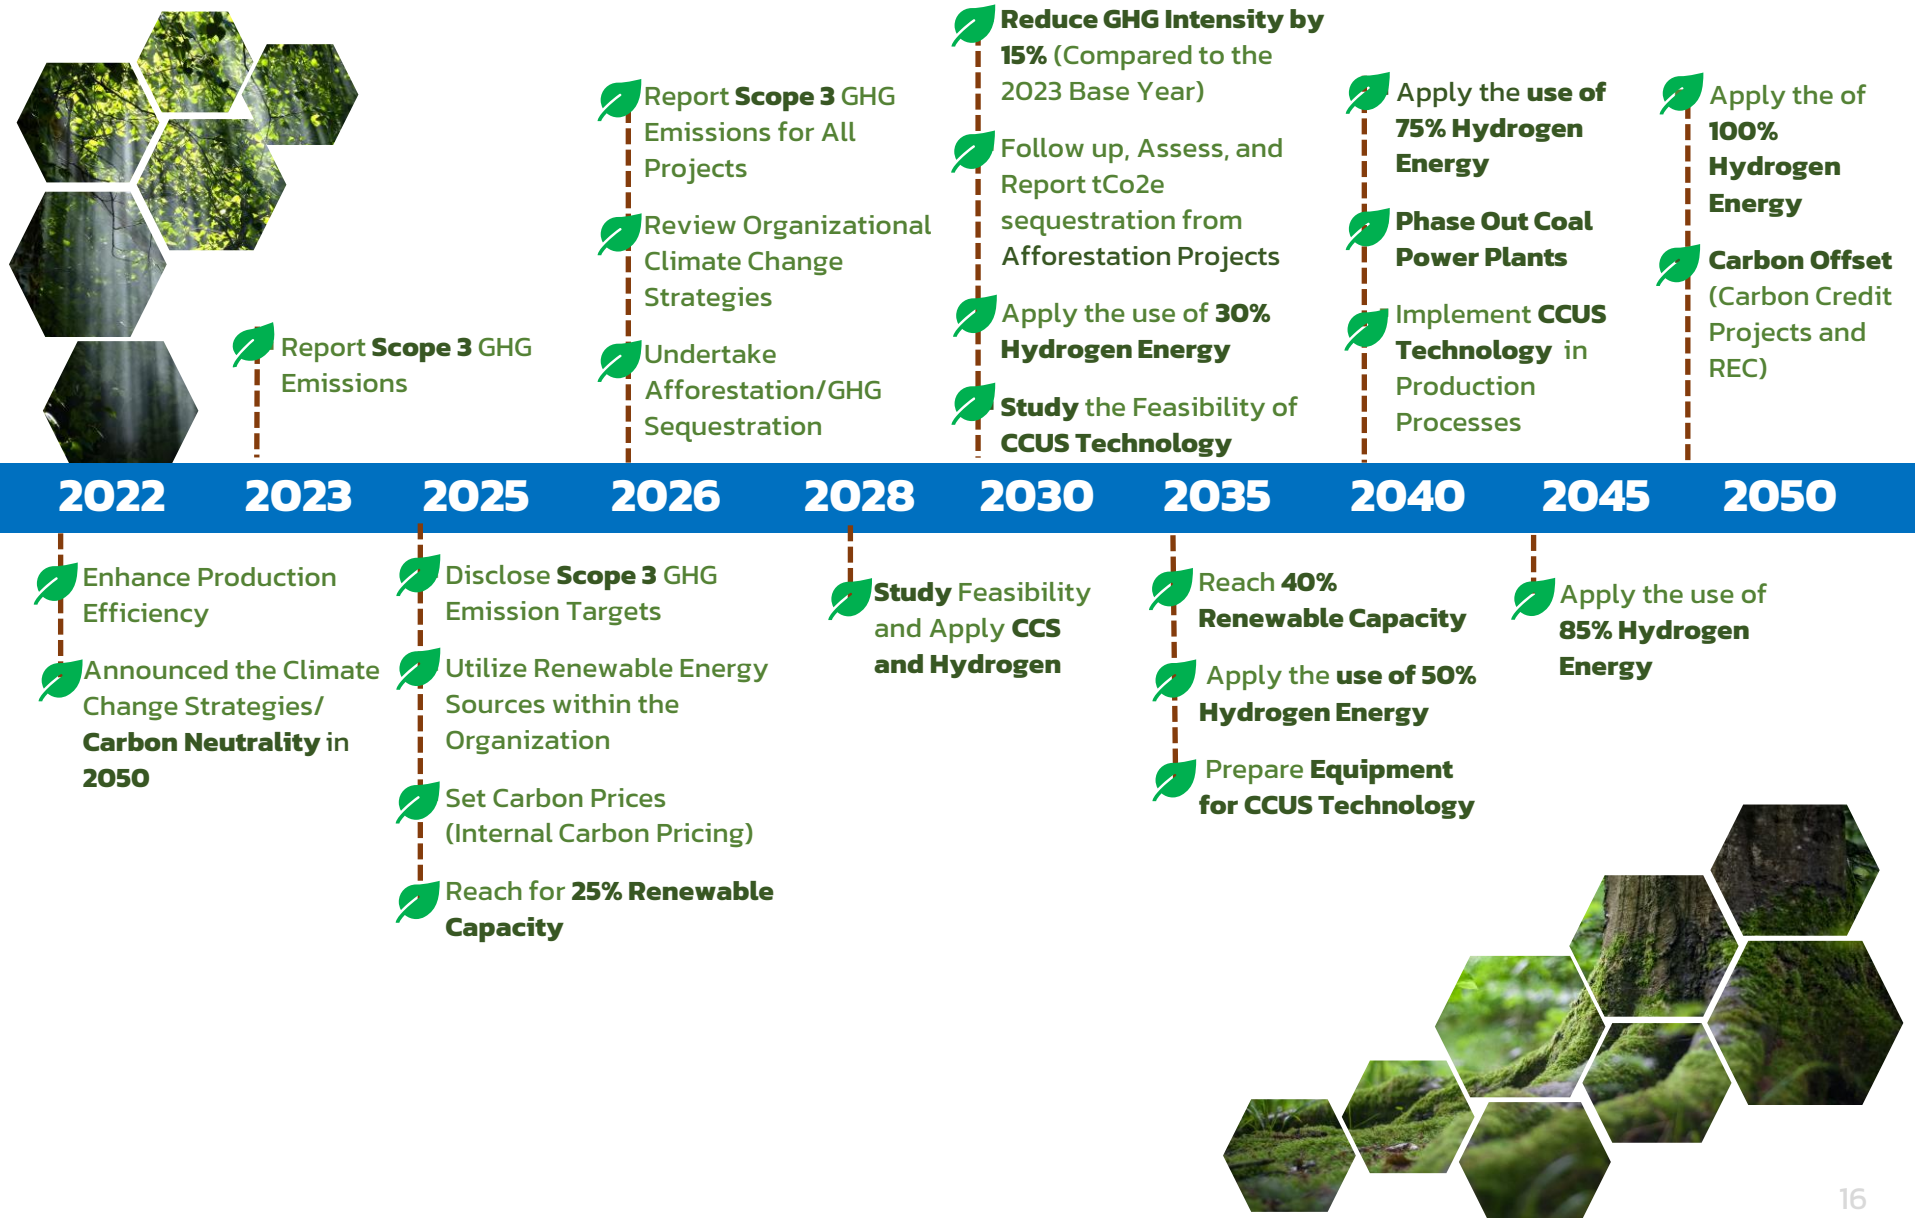 Report Scope 3 GHG
Emissions
Report Scope 3 GHG
Emissions for All
Projects
Review Organizational
Climate Change
Strategies
Undertake
Afforestation/GHG
Sequestration
Reduce GHG Intensity by
15% (Compared to the
2023 Base Year)
Follow up, Assess, and
Report tCo2e
sequestration from
Afforestation Projects
Apply the use of 30%
Hydrogen Energy
Study the Feasibility of
CCUS Technology
Apply the use of
75% Hydrogen
Energy
Phase Out Coal
Power Plants
Implement CCUS
Technology in
Production
Processes
Apply the of
100%
Hydrogen
Energy
Carbon Offset
(Carbon Credit
Projects and
REC)
2022 2023 2025 2026 2028 2030 2035 2040 2045 2050
Enhance Production
Efficiency
Announced the Climate
Change Strategies/
Carbon Neutrality in
2050
Disclose Scope 3 GHG
Emission Targets
Utilize Renewable Energy
Sources within the
Organization
Set Carbon Prices
(Internal Carbon Pricing)
Reach for 25% Renewable
Capacity
Study Feasibility
and Apply CCS
and Hydrogen
Reach 40%
Renewable Capacity
Apply the use of 50%
Hydrogen Energy
Prepare Equipment
for CCUS Technology
Apply the use of
85% Hydrogen
Energy
16